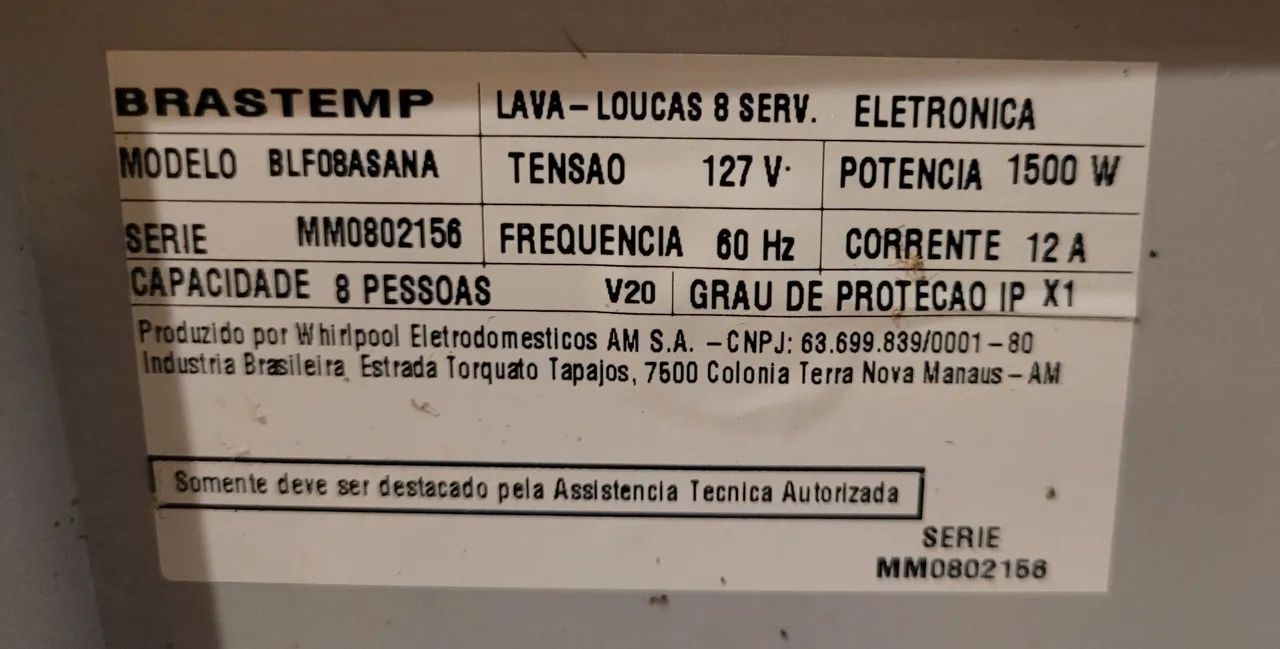 BRASTEMP LAVA-LOUCAS 8 SERV. ELETRONICA
MODELO BLF08ASANA TENSAO 127 V POTENCIA 1500 W
SERIE MM0802156 FREQUENCIA 60 Hz CORRENTE 12 A
CAPACIDADE 8 PESSOAS V20 GRAU DE PROTECAO IP X1
Produzido por Whirlpool Eletrodomesticos AM S.A. -CNPJ: 63.699.839/0001-80
Industria Brasileira, Estrada Torquato Tapajos, 7500 Colonia Terra Nova Manaus-AM
Somente deve ser destacado pela Assistencia Tecnica Autorizada
SERIE
MM0802156